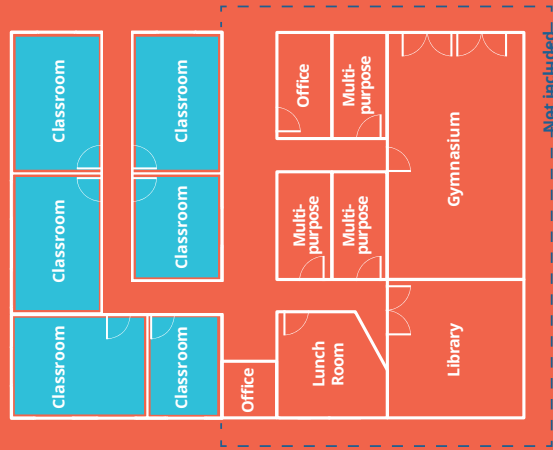 Classroom
Classroom
Office
Multi-
purpose
Gymnasium
Not included
Classroom
Classroom
Multi-
purpose
Multi-
purpose
Classroom
Classroom
Office
Lunch
Room
Library